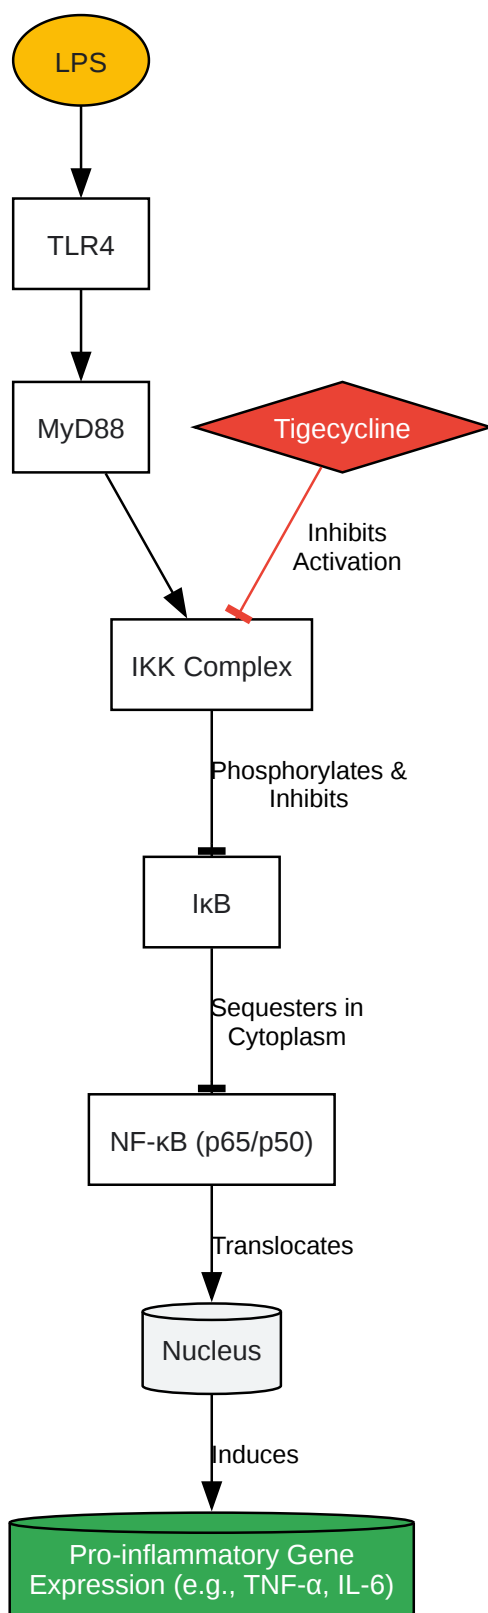 LPS
TLR4
MyD88
Tigecycline
Inhibits
Activation
IKK Complex
Phosphorylates &
Inhibits
IκB
Sequesters in
Cytoplasm
NF-κB (p65/p50)
Translocates
Nucleus
Induces
Pro-inflammatory Gene
Expression (e.g., TNF-α, IL-6)